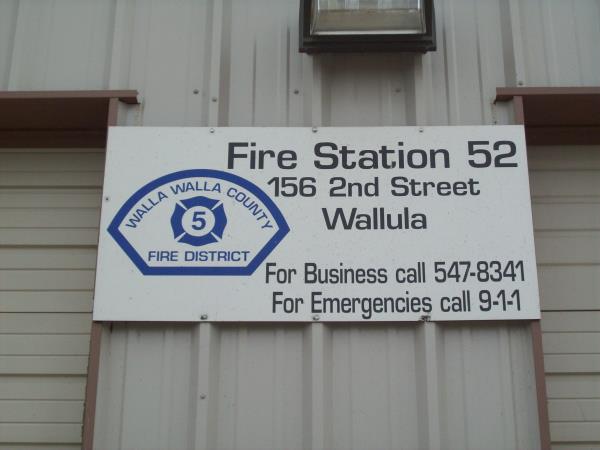 Fire Station 52
156 2nd Street
Wallula
WALLA WALLA COUNTY
5
FIRE DISTRICT
For Business call 547-8341
For Emergencies call 9-1-1